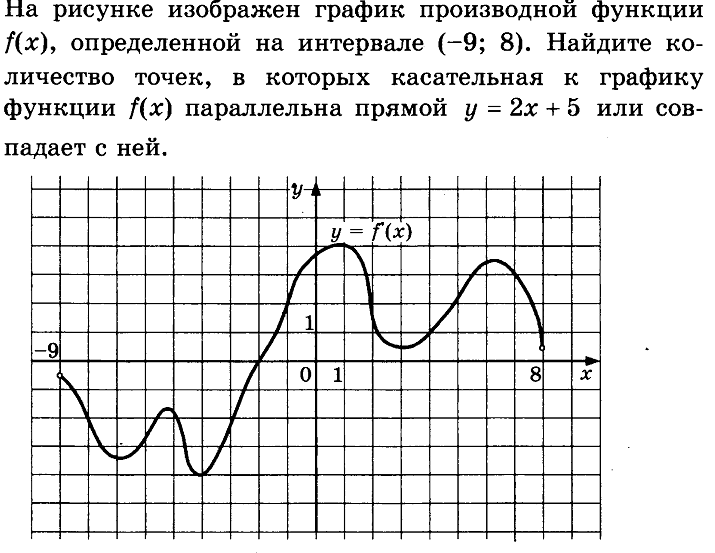 На рисунке изображен график производной функции
f(x), определенной на интервале (−9; 8). Найдите ко-
личество точек, в которых касательная к графику
функции f(x) параллельна прямой y = 2x + 5 или сов-
падает с ней.
y
y = f′(x)
1
−9
0 1 8 x